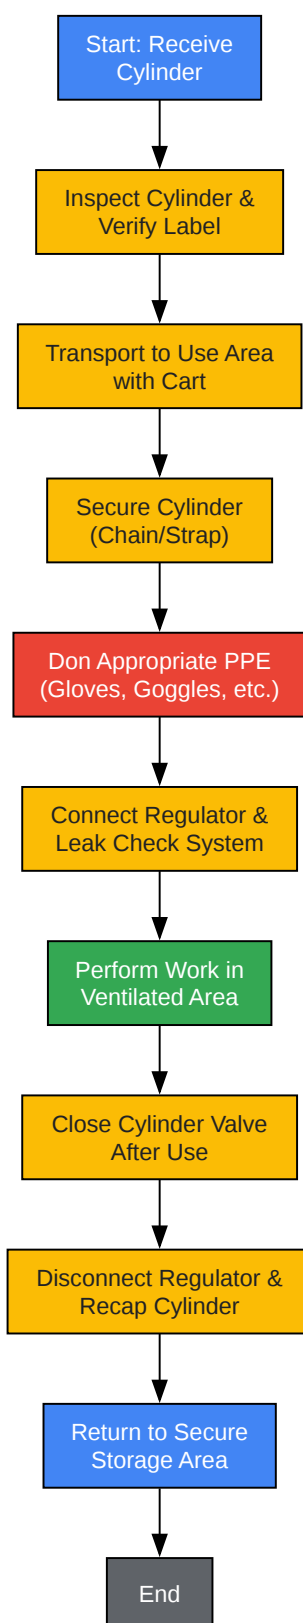 Start: Receive
Cylinder
Inspect Cylinder &
Verify Label
Transport to Use Area
with Cart
Secure Cylinder
(Chain/Strap)
Don Appropriate PPE
(Gloves, Goggles, etc.)
Connect Regulator &
Leak Check System
Perform Work in
Ventilated Area
Close Cylinder Valve
After Use
Disconnect Regulator &
Recap Cylinder
Return to Secure
Storage Area
End